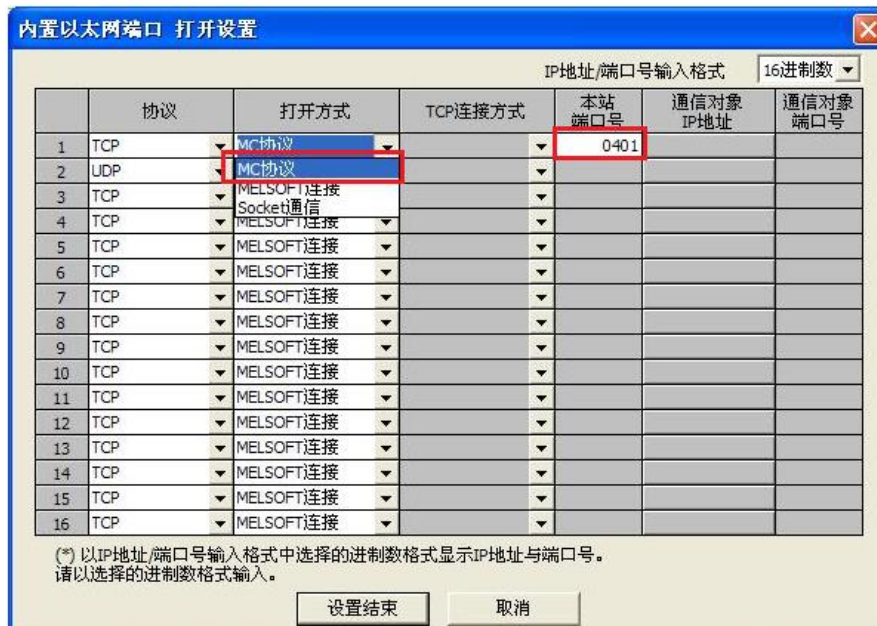 内置以太网端口 打开设置
IP地址/端口号输入格式 16进制数
协议 打开方式 TCP连接方式 本站端口号 通信对象IP地址 通信对象端口号
1 TCP MC协议 0401
2 UDP MC协议
3 TCP MELSOFT连接
Socket通信
4 TCP MELSOFT连接
5 TCP MELSOFT连接
6 TCP MELSOFT连接
7 TCP MELSOFT连接
8 TCP MELSOFT连接
9 TCP MELSOFT连接
10 TCP MELSOFT连接
11 TCP MELSOFT连接
12 TCP MELSOFT连接
13 TCP MELSOFT连接
14 TCP MELSOFT连接
15 TCP MELSOFT连接
16 TCP MELSOFT连接
(*) 以IP地址/端口号输入格式中选择的进制数格式显示IP地址与端口号。
请以选择的进制数格式输入。
设置结束 取消